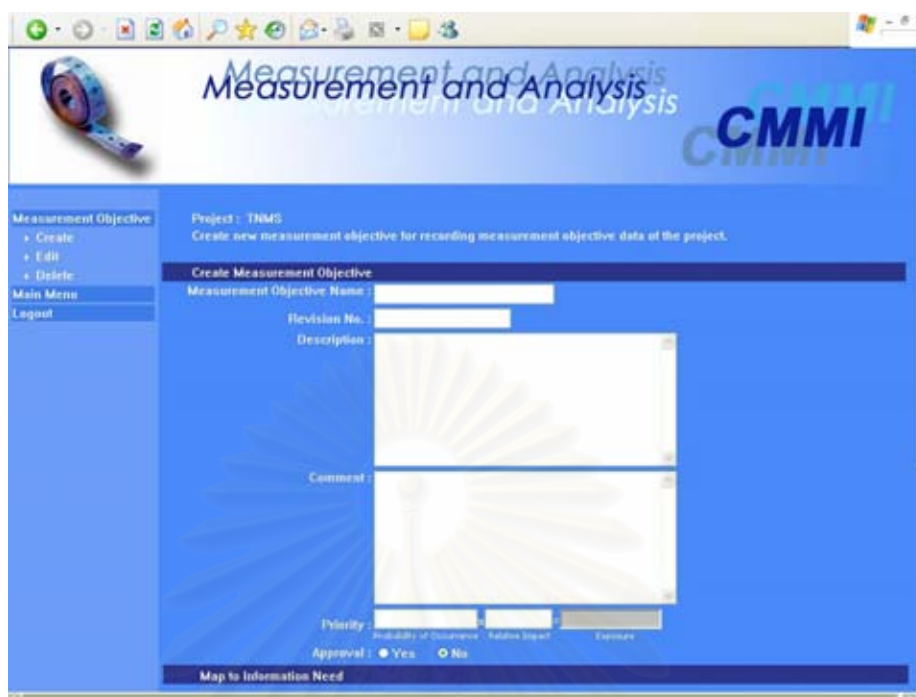 Measurement and Analysis
CMMI
Measurement Objective
Create
Edit
Delete
Main Menu
Logout
Project : TNMS
Create new measurement objective for recording measurement objective data of the project.
Create Measurement Objective
Measurement Objective Name :
Revision No. :
Description :
Comment :
Priority :
Probability of Occurrence
Relative Impact
Exposure
Approval : Yes No
Map to Information Need